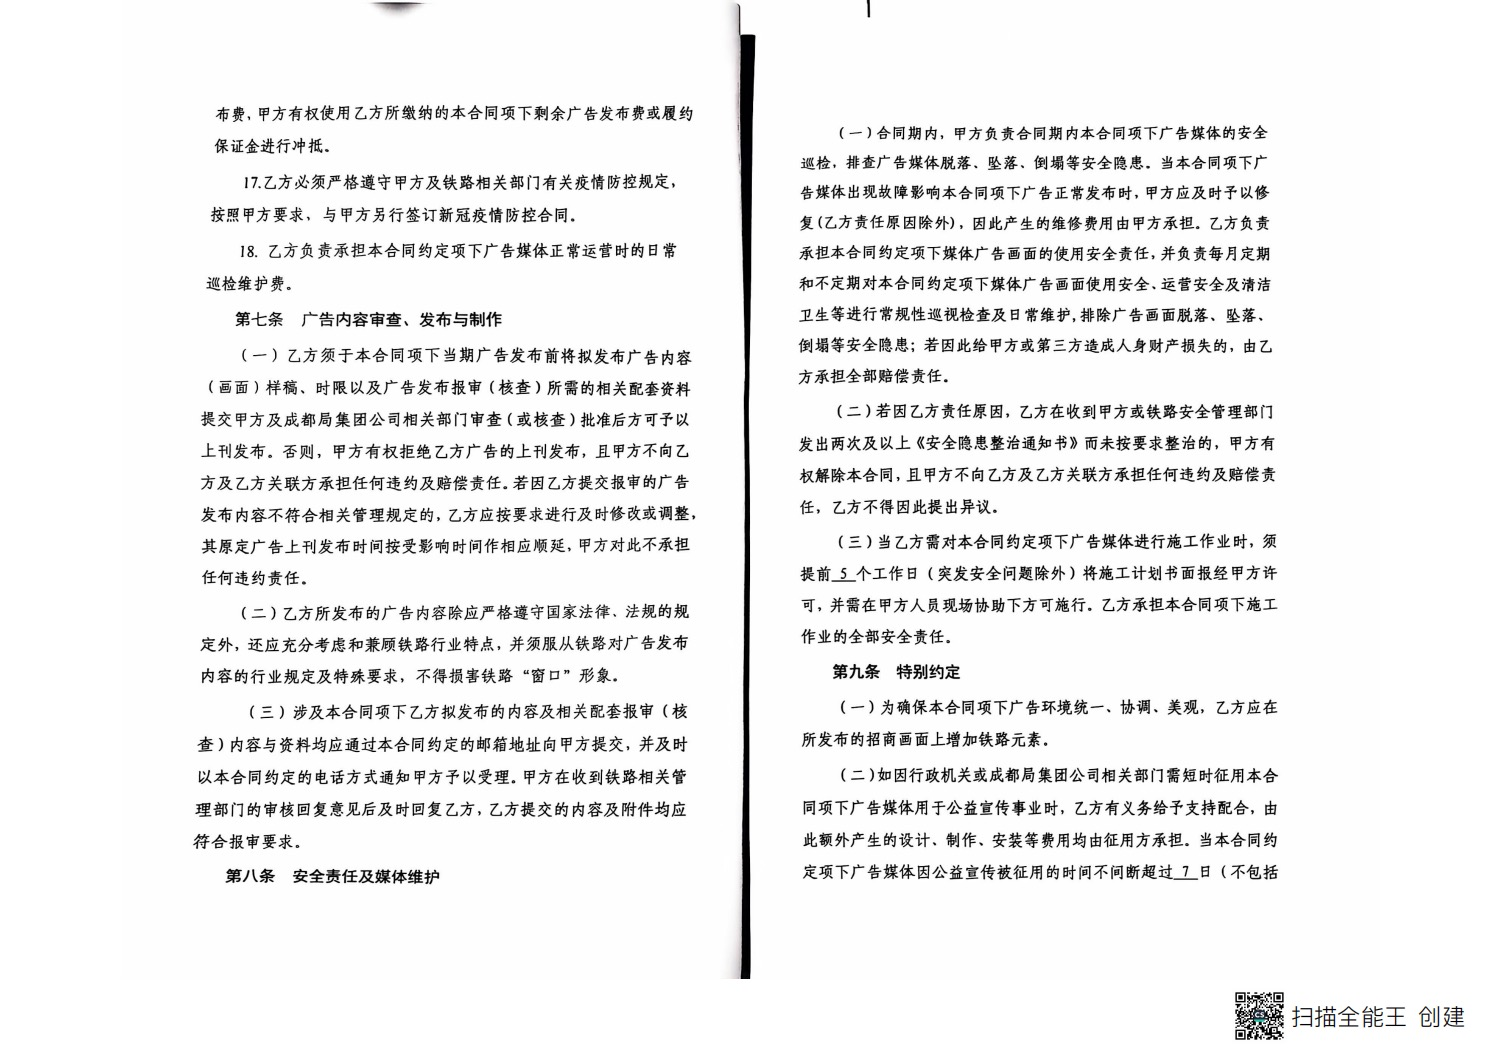 布费，甲方有权使用乙方所缴纳的本合同项下剩余广告发布费或履约
保证金进行冲抵。
17.乙方必须严格遵守甲方及铁路相关部门有关疫情防控规定，
按照甲方要求，与甲方另行签订新冠疫情防控合同。
18. 乙方负责承担本合同约定项下广告媒体正常运营时的日常
巡检维护费。
第七条 广告内容审查、发布与制作
（一）乙方须于本合同项下当期广告发布前将拟发布广告内容
（画面）样稿、时限以及广告发布报审（核查）所需的相关配套资料
提交甲方及成都局集团公司相关部门审查（或核查）批准后方可予以
上刊发布。否则，甲方有权拒绝乙方广告的上刊发布，且甲方不向乙
方及乙方关联方承担任何违约及赔偿责任。若因乙方提交报审的广告
发布内容不符合相关管理规定的，乙方应按要求进行及时修改或调整，
其原定广告上刊发布时间按受影响时间作相应顺延，甲方对此不承担
任何违约责任。
（二）乙方所发布的广告内容除应严格遵守国家法律、法规的规
定外，还应充分考虑和兼顾铁路行业特点，并须服从铁路对广告发布
内容的行业规定及特殊要求，不得损害铁路“窗口”形象。
（三）涉及本合同项下乙方拟发布的内容及相关配套报审（核
查）内容与资料均应通过本合同约定的邮箱地址向甲方提交，并及时
以本合同约定的电话方式通知甲方予以受理。甲方在收到铁路相关管
理部门的审核回复意见后及时回复乙方，乙方提交的内容及附件均应
符合报审要求。
第八条 安全责任及媒体维护
（一）合同期内，甲方负责合同期内本合同项下广告媒体的安全
巡检，排查广告媒体脱落、坠落、倒塌等安全隐患。当本合同项下广
告媒体出现故障影响本合同项下广告正常发布时，甲方应及时予以修
复(乙方责任原因除外)，因此产生的维修费用由甲方承担。乙方负责
承担本合同约定项下媒体广告画面的使用安全责任，并负责每月定期
和不定期对本合同约定项下媒体广告画面使用安全、运营安全及清洁
卫生等进行常规性巡视检查及日常维护，排除广告画面脱落、坠落、
倒塌等安全隐患；若因此给甲方或第三方造成人身财产损失的，由乙
方承担全部赔偿责任。
（二）若因乙方责任原因，乙方在收到甲方或铁路安全管理部门
发出两次及以上《安全隐患整治通知书》而未按要求整治的，甲方有
权解除本合同，且甲方不向乙方及乙方关联方承担任何违约及赔偿责
任，乙方不得因此提出异议。
（三）当乙方需对本合同约定项下广告媒体进行施工作业时，须
提前 5 个工作日（突发安全问题除外）将施工计划书面报经甲方许
可，并需在甲方人员现场协助下方可施行。乙方承担本合同项下施工
作业的全部安全责任。
第九条 特别约定
（一）为确保本合同项下广告环境统一、协调、美观，乙方应在
所发布的招商画面上增加铁路元素。
（二）如因行政机关或成都局集团公司相关部门需短时征用本合
同项下广告媒体用于公益宣传事业时，乙方有义务给予支持配合，由
此额外产生的设计、制作、安装等费用均由征用方承担。当本合同约
定项下广告媒体因公益宣传被征用的时间不间断超过 7 日（不包括
扫描全能王 创建